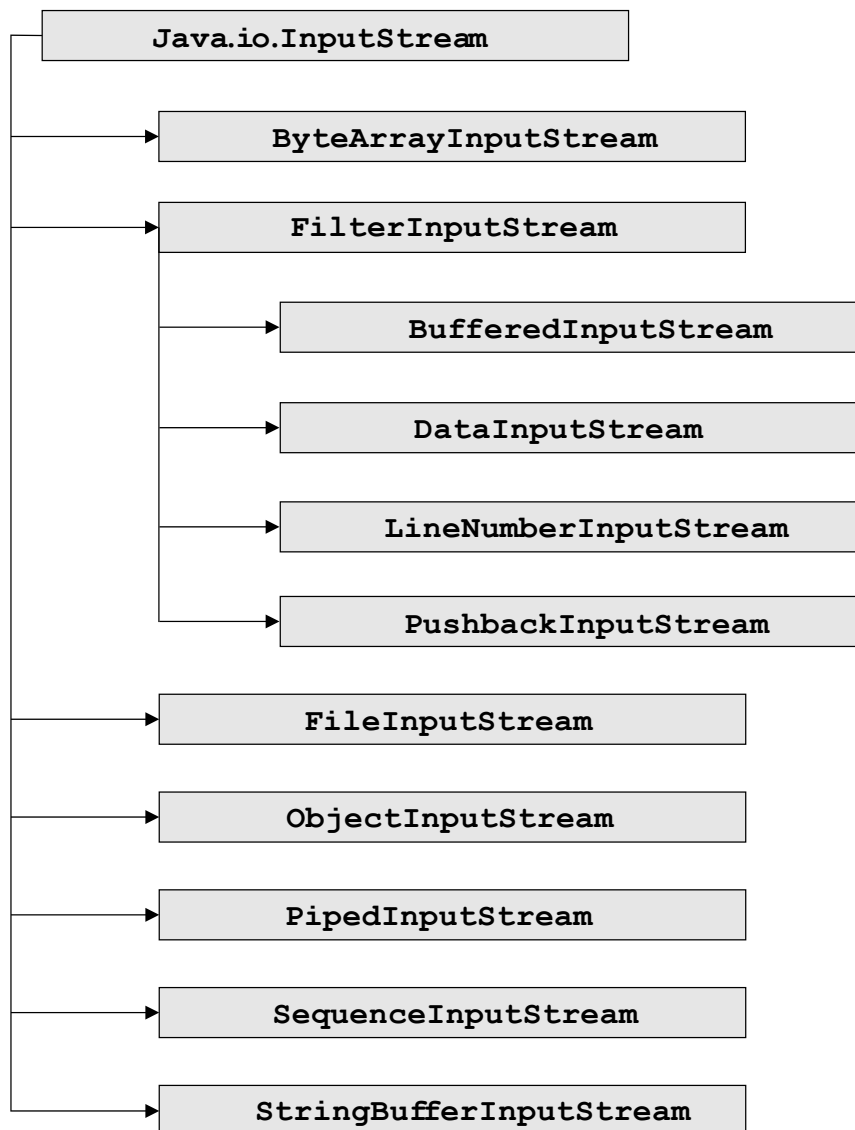 Java.io.InputStream
ByteArrayInputStream
FilterInputStream
BufferedInputStream
DataInputStream
LineNumberInputStream
PushbackInputStream
FileInputStream
ObjectInputStream
PipedInputStream
SequenceInputStream
StringBufferInputStream